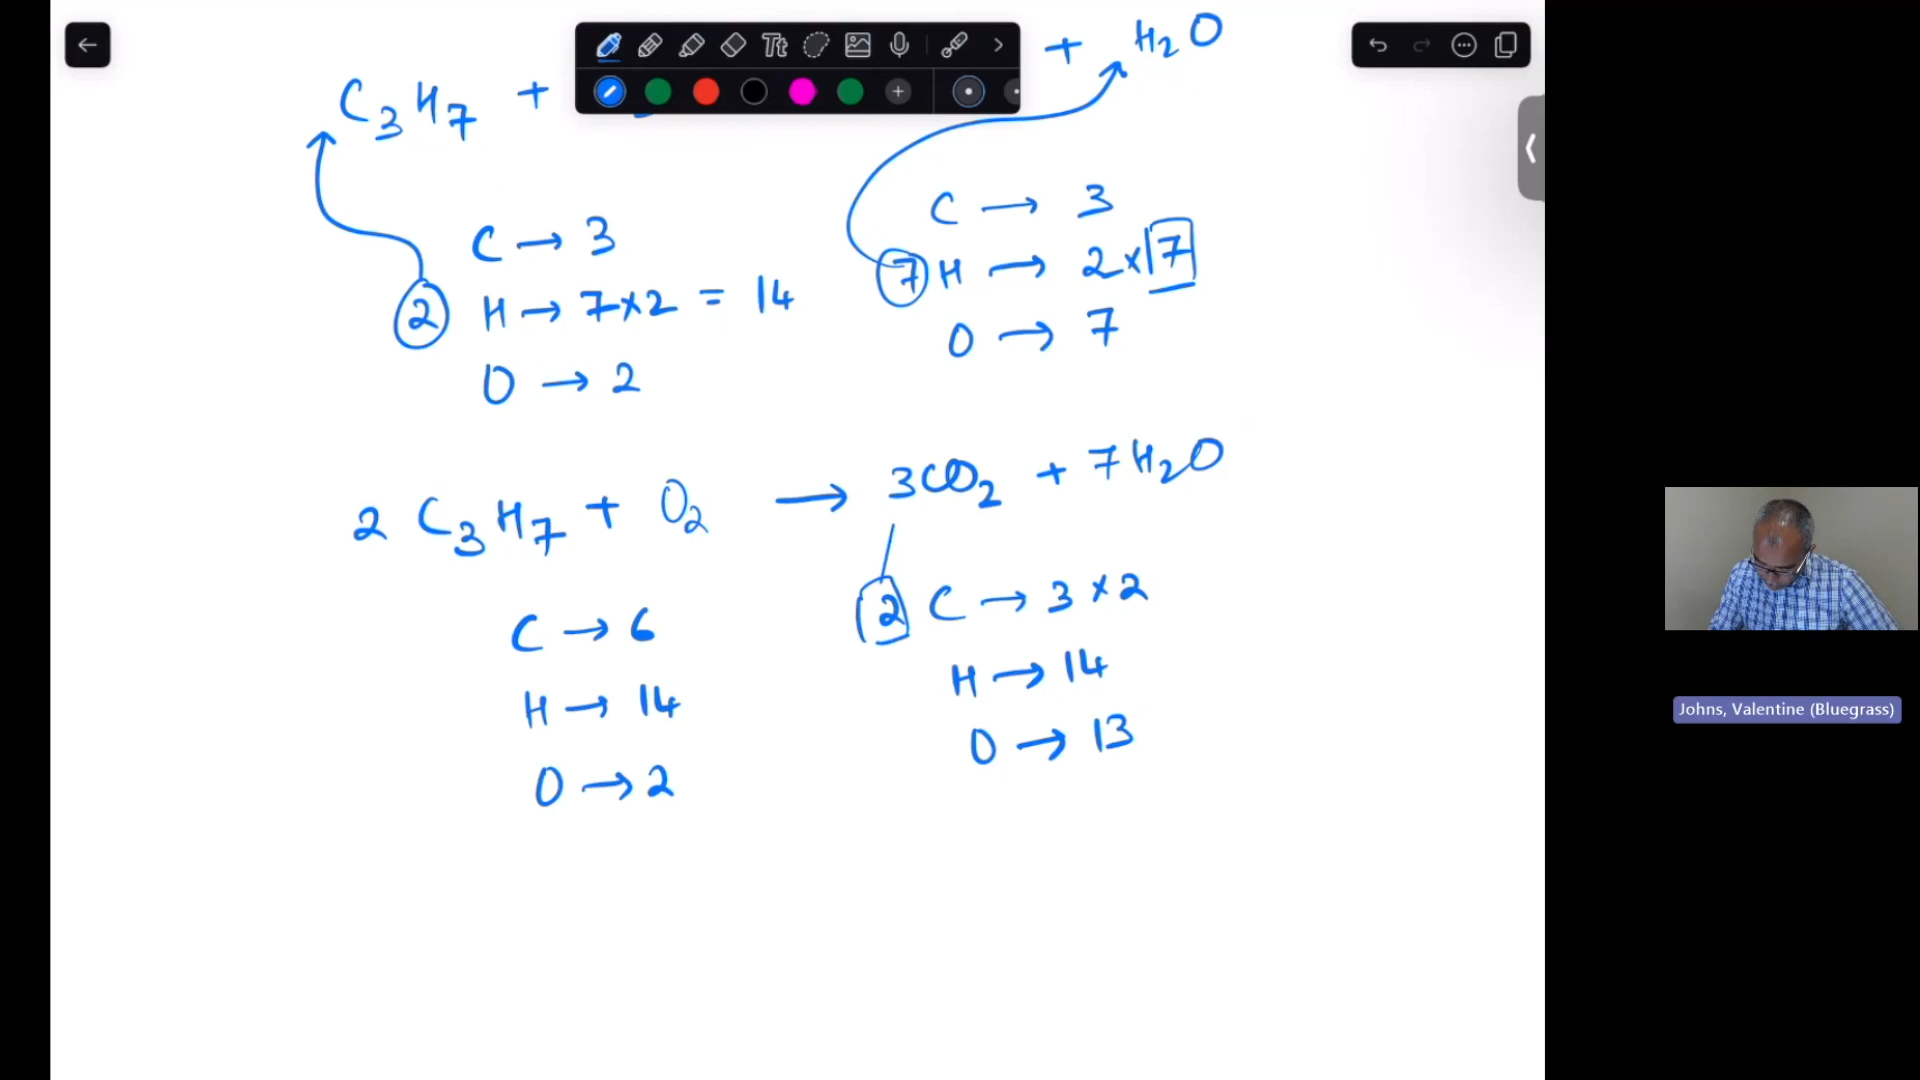 Tt
+ H₂O
C₃H₇ +
C → 3
H → 7×2 = 14
2
O → 2
C → 3
7 H → 2×7
O → 7
2 C₃H₇ + O₂ → 3CO₂ + 7H₂O
C → 6
H → 14
O → 2
2 C → 3×2
H → 14
O → 13
Johns, Valentine (Bluegrass)